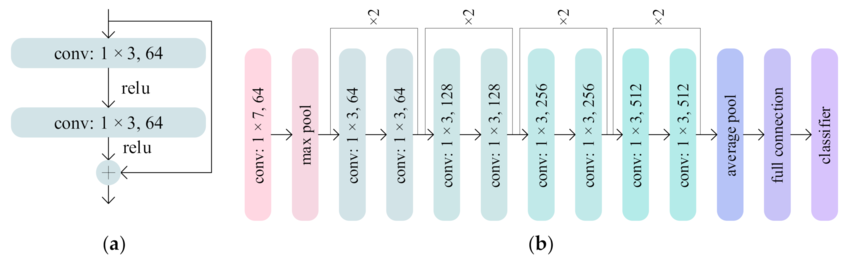 conv: 1 × 3, 64
relu
conv: 1 × 3, 64
relu
+
(a)
×2
×2
×2
×2
conv: 1 × 7, 64
max pool
conv: 1 × 3, 64
conv: 1 × 3, 64
conv: 1 × 3, 128
conv: 1 × 3, 128
conv: 1 × 3, 256
conv: 1 × 3, 256
conv: 1 × 3, 512
conv: 1 × 3, 512
average pool
full connection
classifier
(b)